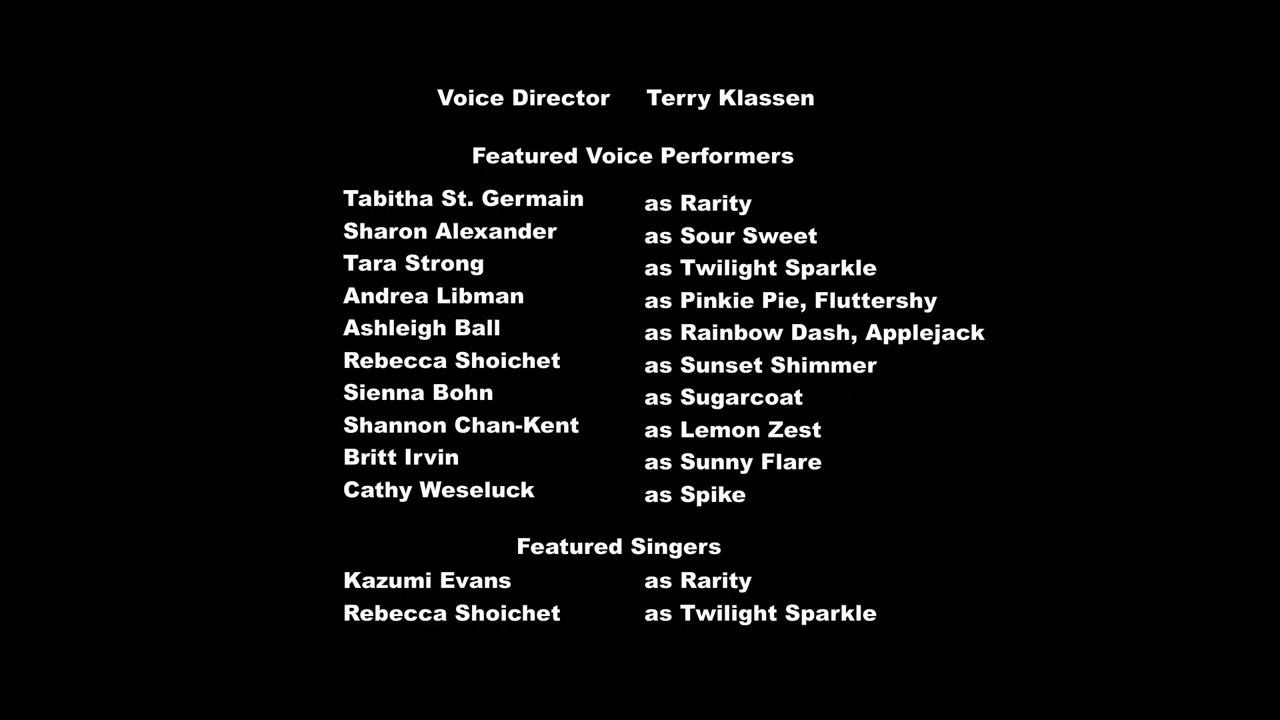 Voice Director Terry Klassen
Featured Voice Performers
Tabitha St. Germain as Rarity
Sharon Alexander as Sour Sweet
Tara Strong as Twilight Sparkle
Andrea Libman as Pinkie Pie, Fluttershy
Ashleigh Ball as Rainbow Dash, Applejack
Rebecca Shoichet as Sunset Shimmer
Sienna Bohn as Sugarcoat
Shannon Chan-Kent as Lemon Zest
Britt Irvin as Sunny Flare
Cathy Weseluck as Spike
Featured Singers
Kazumi Evans as Rarity
Rebecca Shoichet as Twilight Sparkle